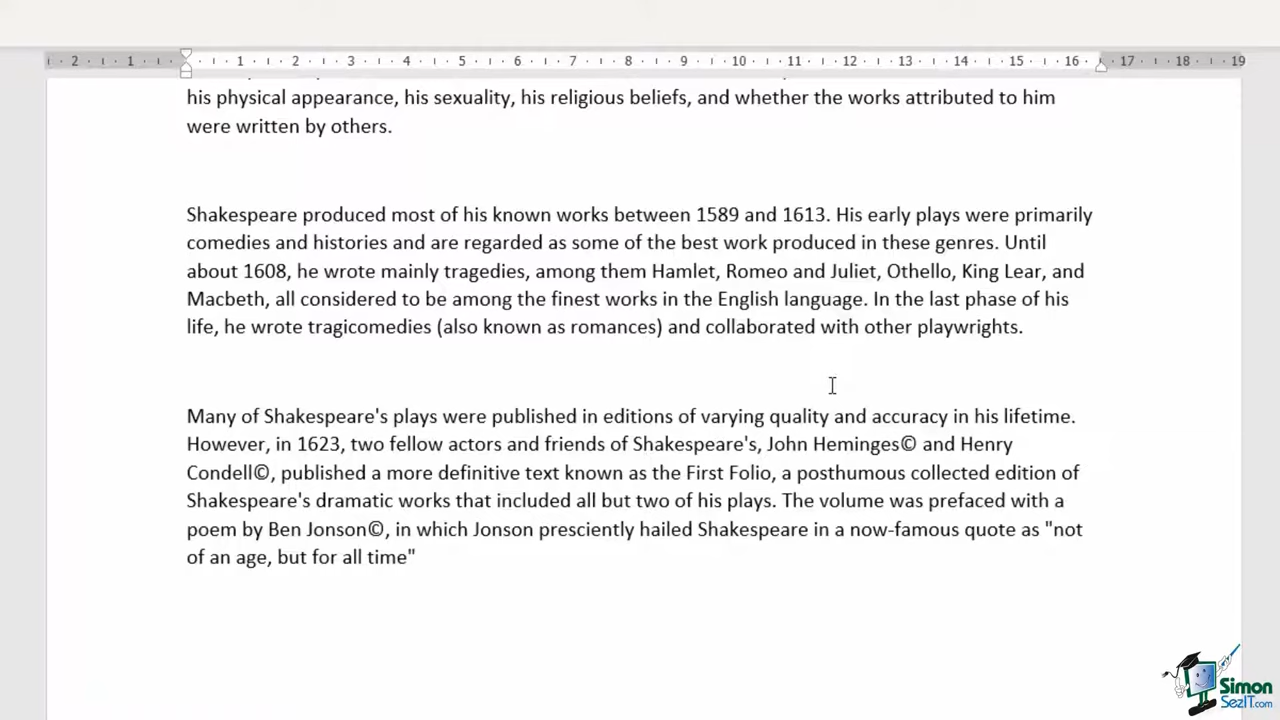 2 1 1 2 3 4 5 6 7 8 9 10 11 12 13 14 15 16 17 18 19
his physical appearance, his sexuality, his religious beliefs, and whether the works attributed to him
were written by others.
Shakespeare produced most of his known works between 1589 and 1613. His early plays were primarily
comedies and histories and are regarded as some of the best work produced in these genres. Until
about 1608, he wrote mainly tragedies, among them Hamlet, Romeo and Juliet, Othello, King Lear, and
Macbeth, all considered to be among the finest works in the English language. In the last phase of his
life, he wrote tragicomedies (also known as romances) and collaborated with other playwrights.
Many of Shakespeare's plays were published in editions of varying quality and accuracy in his lifetime.
However, in 1623, two fellow actors and friends of Shakespeare's, John Heminges© and Henry
Condell©, published a more definitive text known as the First Folio, a posthumous collected edition of
Shakespeare's dramatic works that included all but two of his plays. The volume was prefaced with a
poem by Ben Jonson©, in which Jonson presciently hailed Shakespeare in a now-famous quote as "not
of an age, but for all time"
Simon
SezIT.com